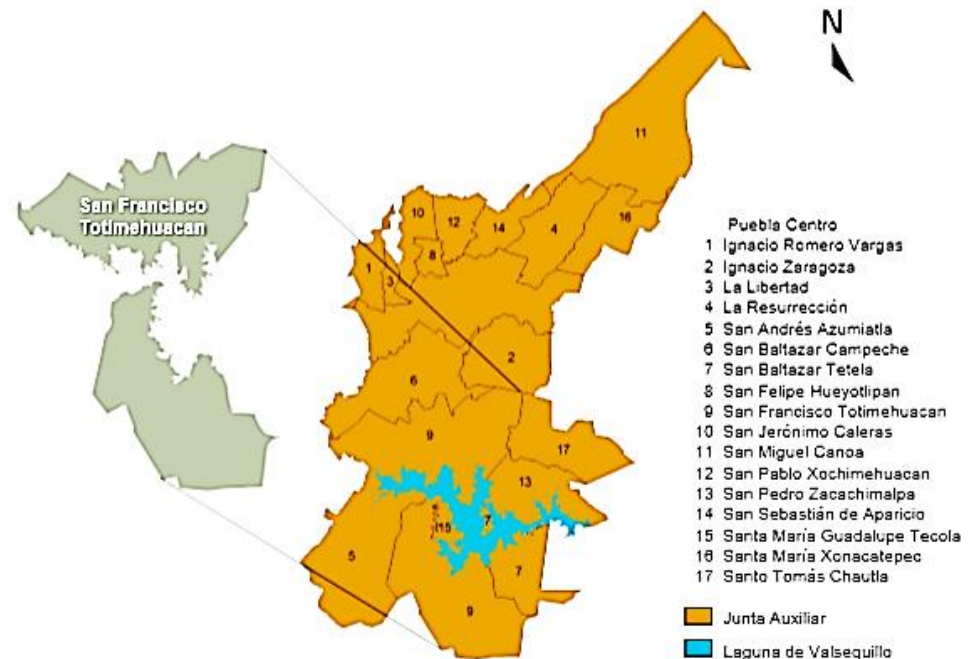 N
San Francisco
Totimehuacan
11
10
12
14
4
16
8
1
3
2
6
9
17
13
15
7
5
7
9
Puebla Centro
1 Ignacio Romero Vargas
2 Ignacio Zaragoza
3 La Libertad
4 La Resurrección
5 San Andrés Azumiatla
6 San Baltazar Campeche
7 San Baltazar Tetela
8 San Felipe Hueyotlipan
9 San Francisco Totimehuacan
10 San Jerónimo Caleras
11 San Miguel Canoa
12 San Pablo Xochimehuacan
13 San Pedro Zacachimalpa
14 San Sebastián de Aparicio
15 Santa María Guadalupe Tecola
16 Santa María Xonacatepec
17 Santo Tomás Chautla
Junta Auxiliar
Laguna de Valsequillo